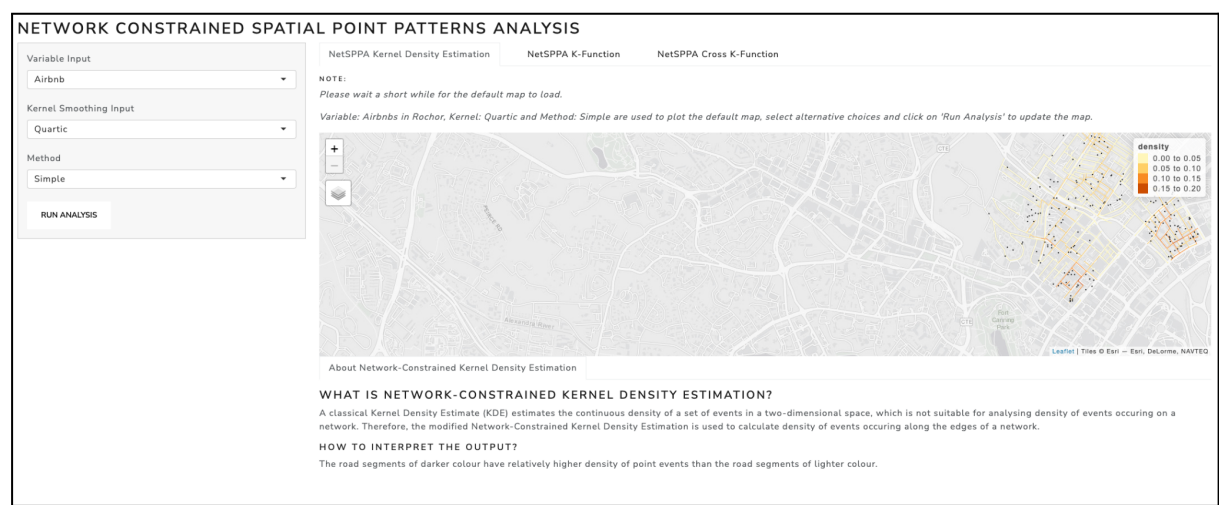 NETWORK CONSTRAINED SPATIAL POINT PATTERNS ANALYSIS
Variable Input
Airbnb
Kernel Smoothing Input
Quartic
Method
Simple
RUN ANALYSIS
NetSPPA Kernel Density Estimation
NetSPPA K-Function
NetSPPA Cross K-Function
NOTE:
Please wait a short while for the default map to load.
Variable: Airbnbs in Rochor, Kernel: Quartic and Method: Simple are used to plot the default map, select alternative choices and click on 'Run Analysis' to update the map.
+
−
CTE
density
0.00 to 0.05
0.05 to 0.10
0.10 to 0.15
0.15 to 0.20
Alexandra River
Fort
Canning
Park
CTE
Leaflet | Tiles © Esri — Esri, DeLorme, NAVTEQ
About Network-Constrained Kernel Density Estimation
WHAT IS NETWORK-CONSTRAINED KERNEL DENSITY ESTIMATION?
A classical Kernel Density Estimate (KDE) estimates the continuous density of a set of events in a two-dimensional space, which is not suitable for analysing density of events occuring on a
network. Therefore, the modified Network-Constrained Kernel Density Estimation is used to calculate density of events occuring along the edges of a network.
HOW TO INTERPRET THE OUTPUT?
The road segments of darker colour have relatively higher density of point events than the road segments of lighter colour.